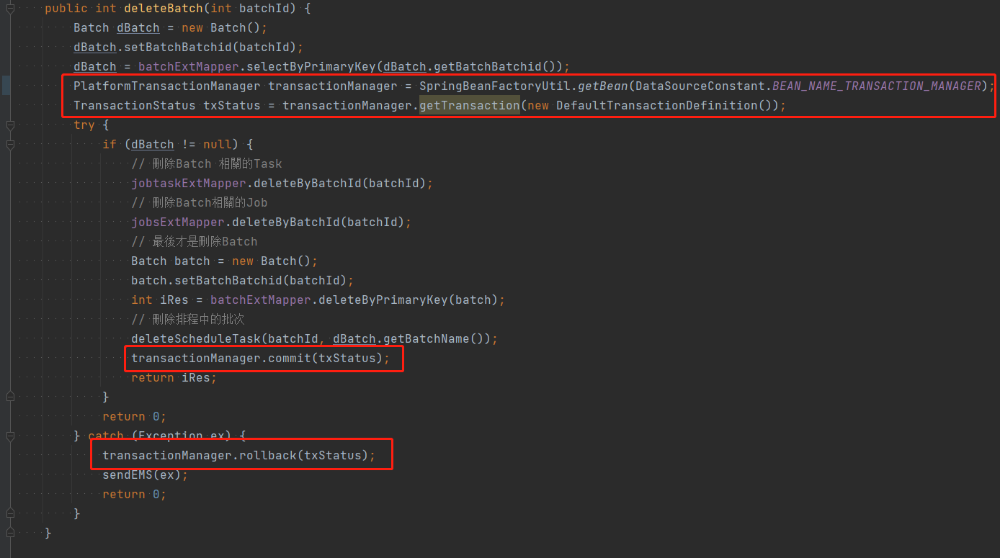 public int deleteBatch(int batchId) {
Batch dBatch = new Batch();
dBatch.setBatchBatchid(batchId);
dBatch = batchExtMapper.selectByPrimaryKey(dBatch.getBatchBatchid());
PlatformTransactionManager transactionManager = SpringBeanFactoryUtil.getBean(DataSourceConstant.BEAN_NAME_TRANSACTION_MANAGER);
TransactionStatus txStatus = transactionManager.getTransaction(new DefaultTransactionDefinition());
try {
if (dBatch != null) {
// 刪除Batch 相關的Task
jobtaskExtMapper.deleteByBatchId(batchId);
// 刪除Batch相關的Job
jobsExtMapper.deleteByBatchId(batchId);
// 最後才是刪除Batch
Batch batch = new Batch();
batch.setBatchBatchid(batchId);
int iRes = batchExtMapper.deleteByPrimaryKey(batch);
// 刪除排程中的批次
deleteScheduleTask(batchId, dBatch.getBatchName());
transactionManager.commit(txStatus);
return iRes;
}
return 0;
} catch (Exception ex) {
transactionManager.rollback(txStatus);
sendEMS(ex);
return 0;
}
}